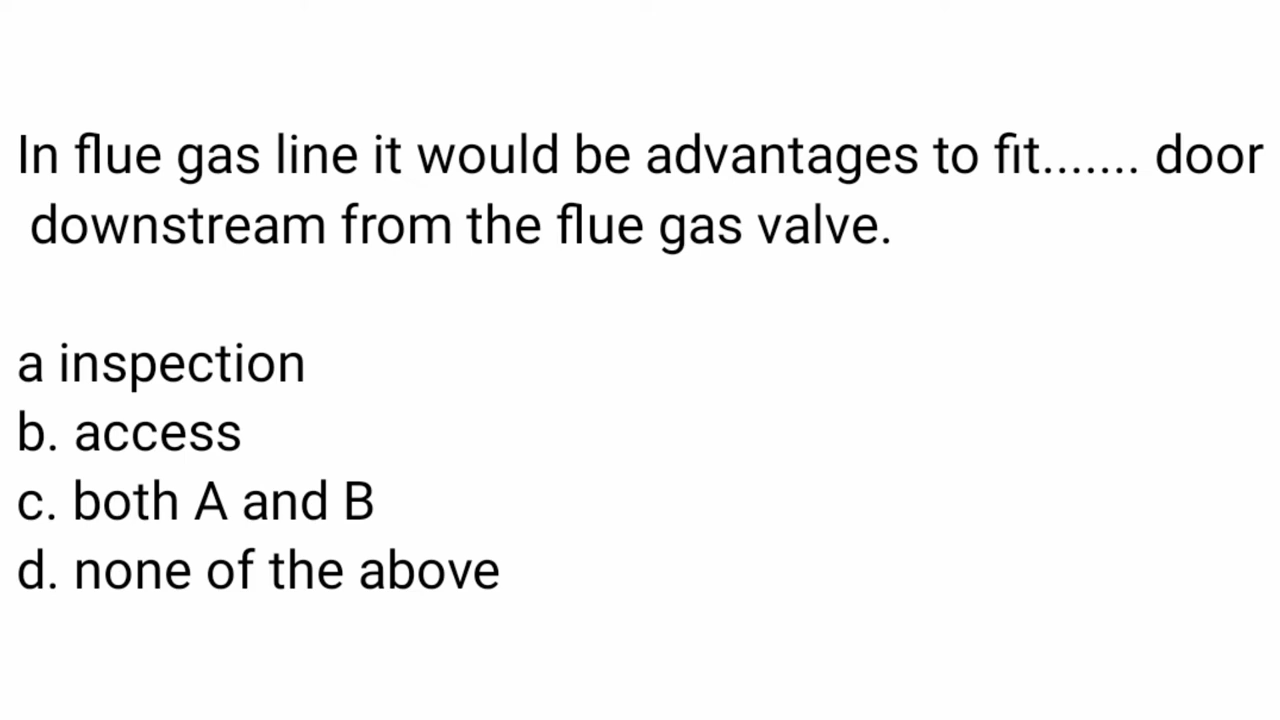 In flue gas line it would be advantages to fit....... door
downstream from the flue gas valve.
a inspection
b. access
c. both A and B
d. none of the above